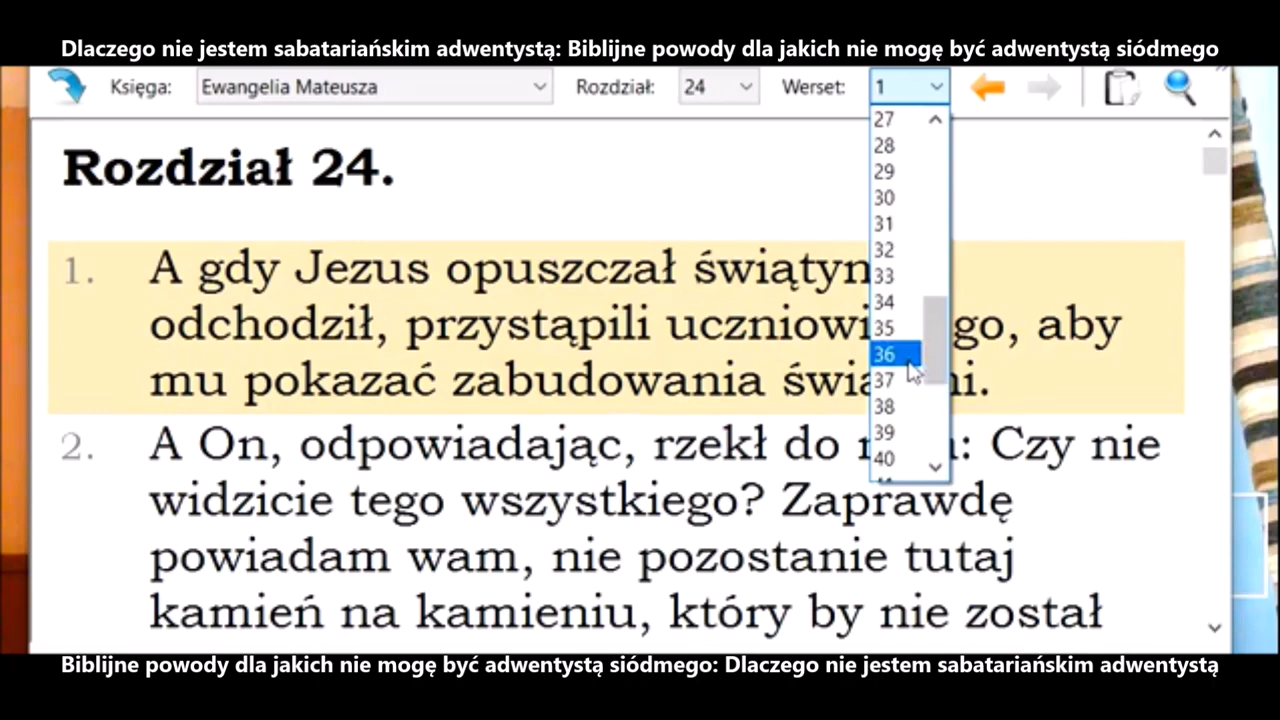 Dlaczego nie jestem sabatariańskim adwentystą: Biblijne powody dla jakich nie mogę być adwentystą siódmego
Księga: Ewangelia Mateusza Rozdział: 24 Werset: 1
27
28
29
30
31
32
33
34
35
36
37
38
39
40
Rozdział 24.
1. A gdy Jezus opuszczał
odchodził, przystąpili aby
mu pokazać zabudowania
2. A On, odpowiadając, rzekł do Czy nie
widzicie tego wszystkiego? Zaprawdę
powiadam wam, nie pozostanie tutaj
kamień na kamieniu, który by nie został
Biblijne powody dla jakich nie mogę być adwentystą siódmego: Dlaczego nie jestem sabatariańskim adwentystą